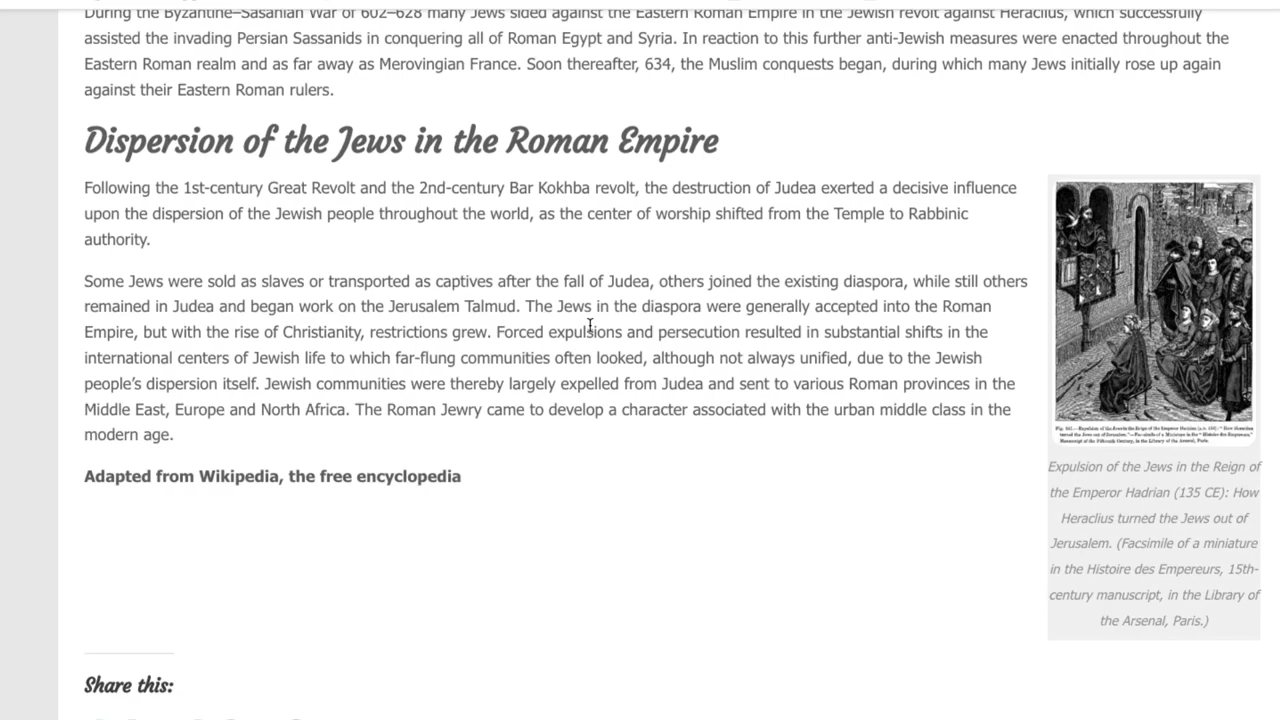 During the Byzantine–Sasanian War of 602–628 many Jews sided against the Eastern Roman Empire in the Jewish revolt against Heraclius, which successfully
assisted the invading Persian Sassanids in conquering all of Roman Egypt and Syria. In reaction to this further anti-Jewish measures were enacted throughout the
Eastern Roman realm and as far away as Merovingian France. Soon thereafter, 634, the Muslim conquests began, during which many Jews initially rose up again
against their Eastern Roman rulers.
Dispersion of the Jews in the Roman Empire
Following the 1st-century Great Revolt and the 2nd-century Bar Kokhba revolt, the destruction of Judea exerted a decisive influence
upon the dispersion of the Jewish people throughout the world, as the center of worship shifted from the Temple to Rabbinic
authority.
Some Jews were sold as slaves or transported as captives after the fall of Judea, others joined the existing diaspora, while still others
remained in Judea and began work on the Jerusalem Talmud. The Jews in the diaspora were generally accepted into the Roman
Empire, but with the rise of Christianity, restrictions grew. Forced expulsions and persecution resulted in substantial shifts in the
international centers of Jewish life to which far-flung communities often looked, although not always unified, due to the Jewish
people's dispersion itself. Jewish communities were thereby largely expelled from Judea and sent to various Roman provinces in the
Middle East, Europe and North Africa. The Roman Jewry came to develop a character associated with the urban middle class in the
modern age.
Adapted from Wikipedia, the free encyclopedia
Expulsion of the Jews in the Reign of
the Emperor Hadrian (135 CE): How
Heraclius turned the Jews out of
Jerusalem. (Facsimile of a miniature
in the Histoire des Empereurs, 15th-
century manuscript, in the Library of
the Arsenal, Paris.)
Share this: